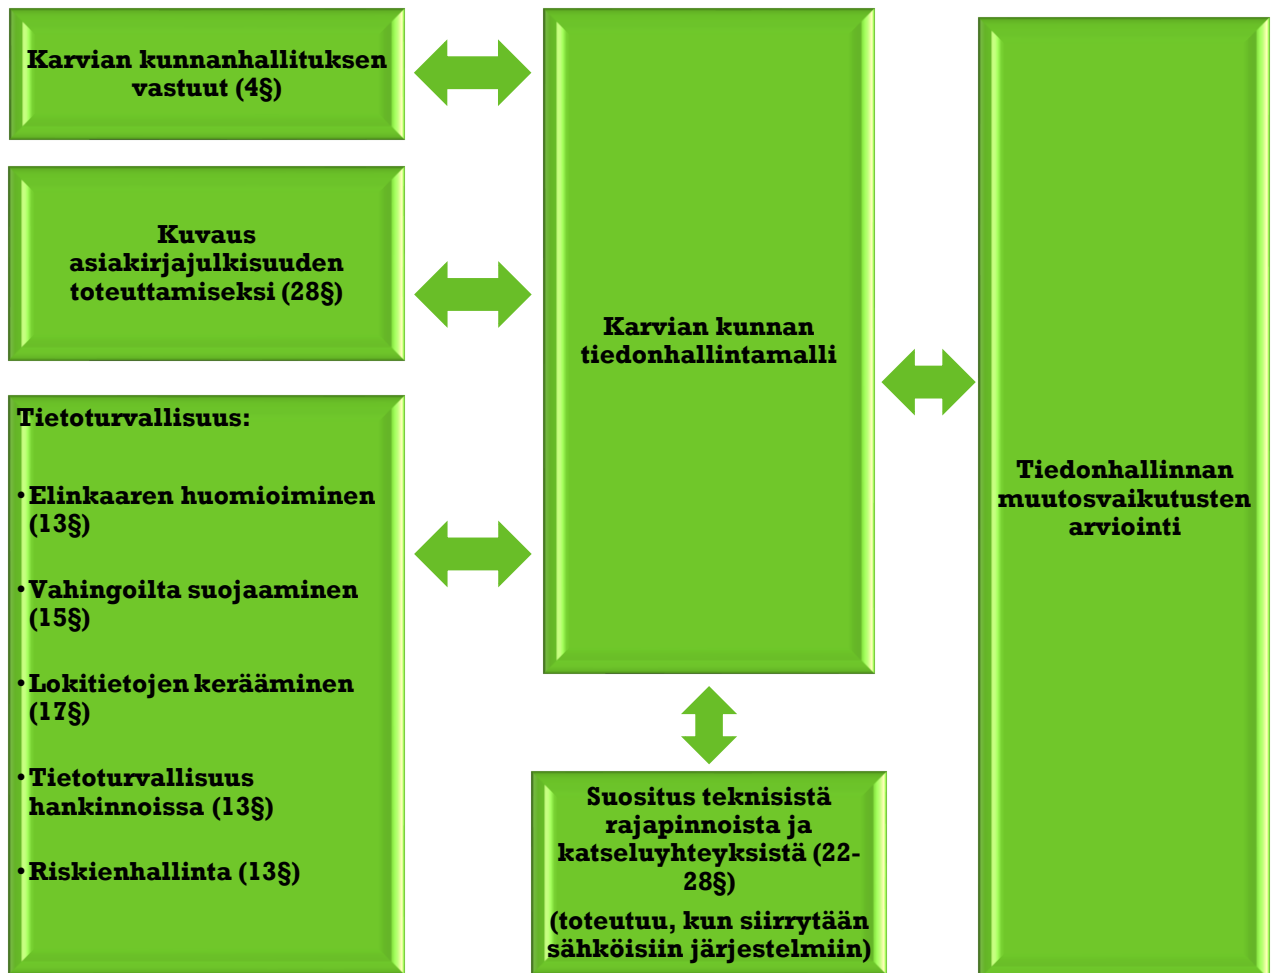 Karvian kunnanhallituksen
vastuut (4§)
Kuvaus
asiakirjajulkisuuden
toteuttamiseksi (28§)
Tietoturvallisuus:
•Elinkaaren huomioiminen
(13§)
•Vahingoilta suojaaminen
(15§)
•Lokitietojen kerääminen
(17§)
•Tietoturvallisuus
hankinnoissa (13§)
•Riskienhallinta (13§)
Karvian kunnan
tiedonhallintamalli
Suositus teknisistä
rajapinnoista ja
katseluyhteyksistä (22-
28§)
(toteutuu, kun siirrytään
sähköisiin järjestelmiin)
Tiedonhallinnan
muutosvaikutusten
arviointi